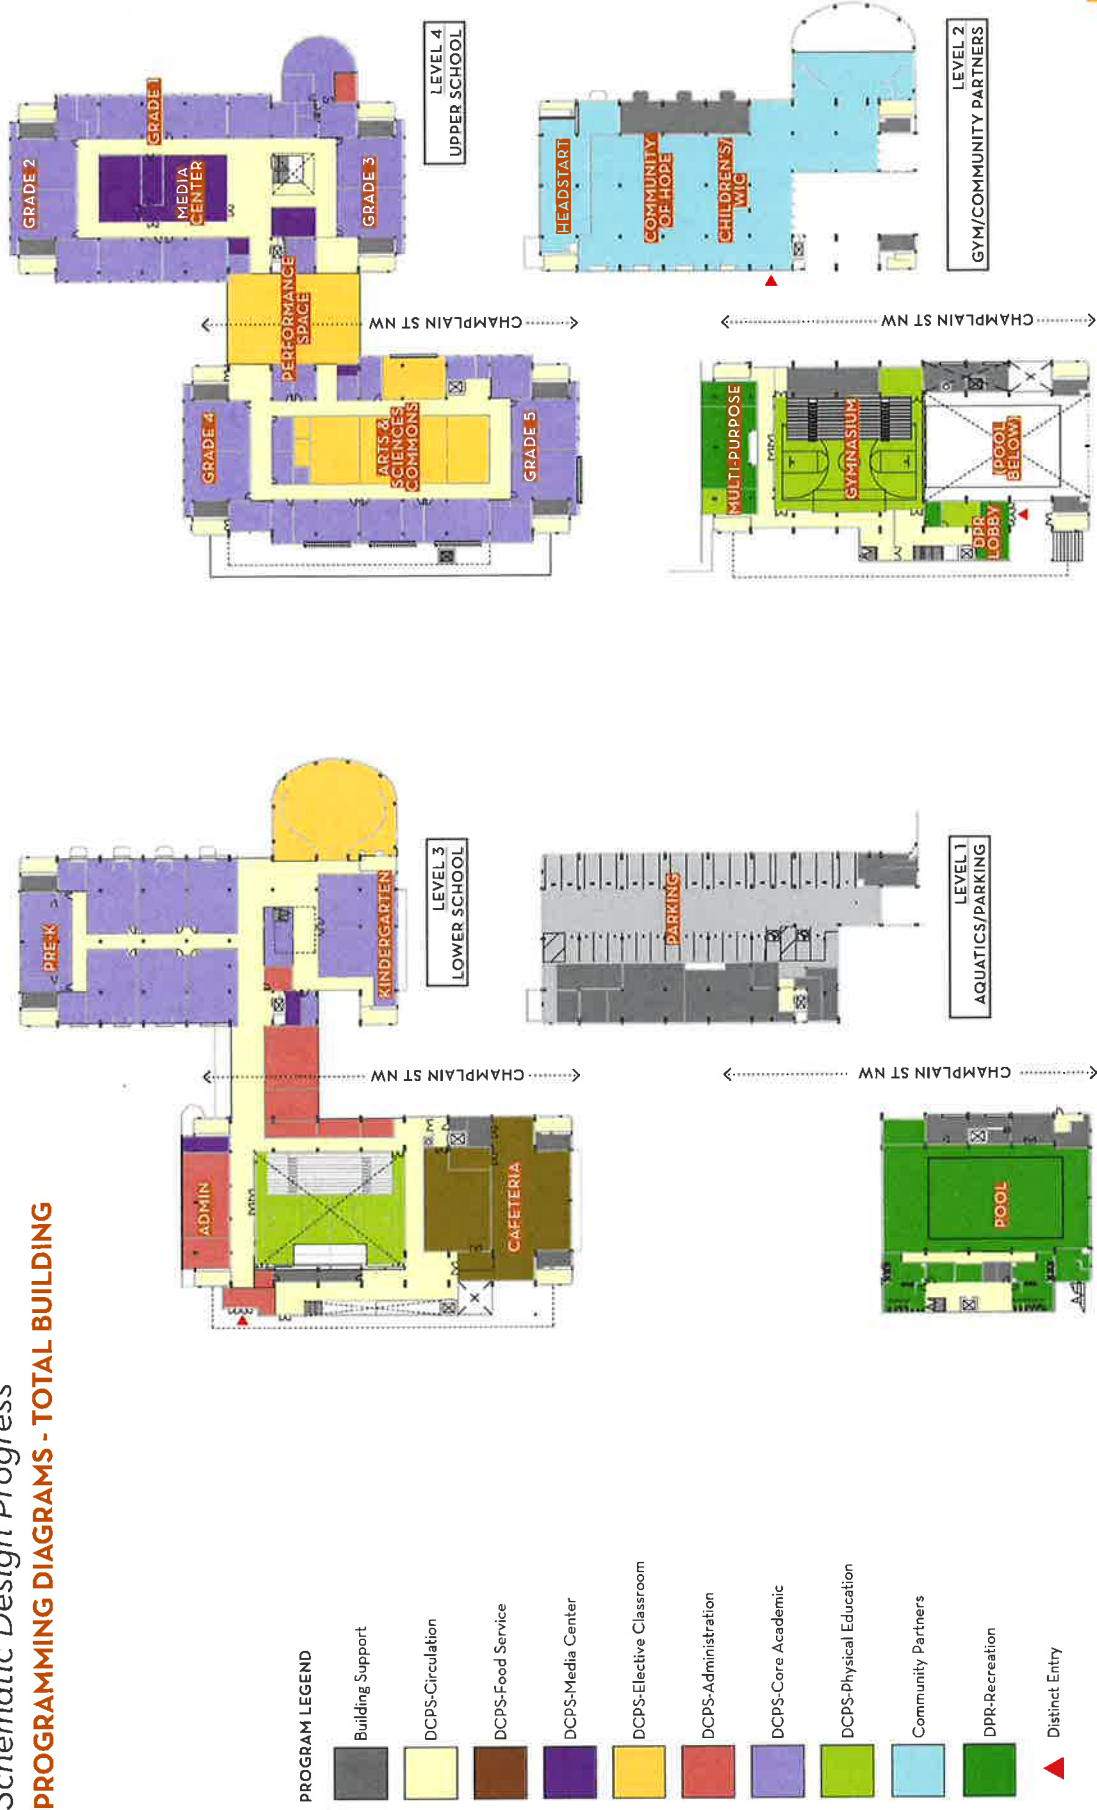 Schematic Design Progress
PROGRAMMING DIAGRAMS - TOTAL BUILDING
PROGRAM LEGEND
Building Support
DCPS-Circulation
DCPS-Food Service
DCPS-Media Center
DCPS-Elective Classroom
DCPS-Administration
DCPS-Core Academic
DCPS-Physical Education
Community Partners
DPR-Recreation
Distinct Entry
ADMIN
CAFETERIA
CHAMPLAIN ST NW
PRE-K
KINDERGARTEN
LEVEL 3
LOWER SCHOOL
GRADE 4
ARTS &
SCIENCES
COMMONS
GRADE 5
PERFORMANCE
SPACE
CHAMPLAIN ST NW
GRADE 2
GRADE 1
MEDIA
CENTER
GRADE 3
LEVEL 4
UPPER SCHOOL
POOL
CHAMPLAIN ST NW
PARKING
LEVEL 1
AQUATICS/PARKING
MULTI-PURPOSE
GYMNASIUM
DPR
LOBBY
(POOL
BELOW)
CHAMPLAIN ST NW
HEADSTART
COMMUNITY
OF HOPE
CHILDREN'S/
WIC
LEVEL 2
GYM/COMMUNITY PARTNERS